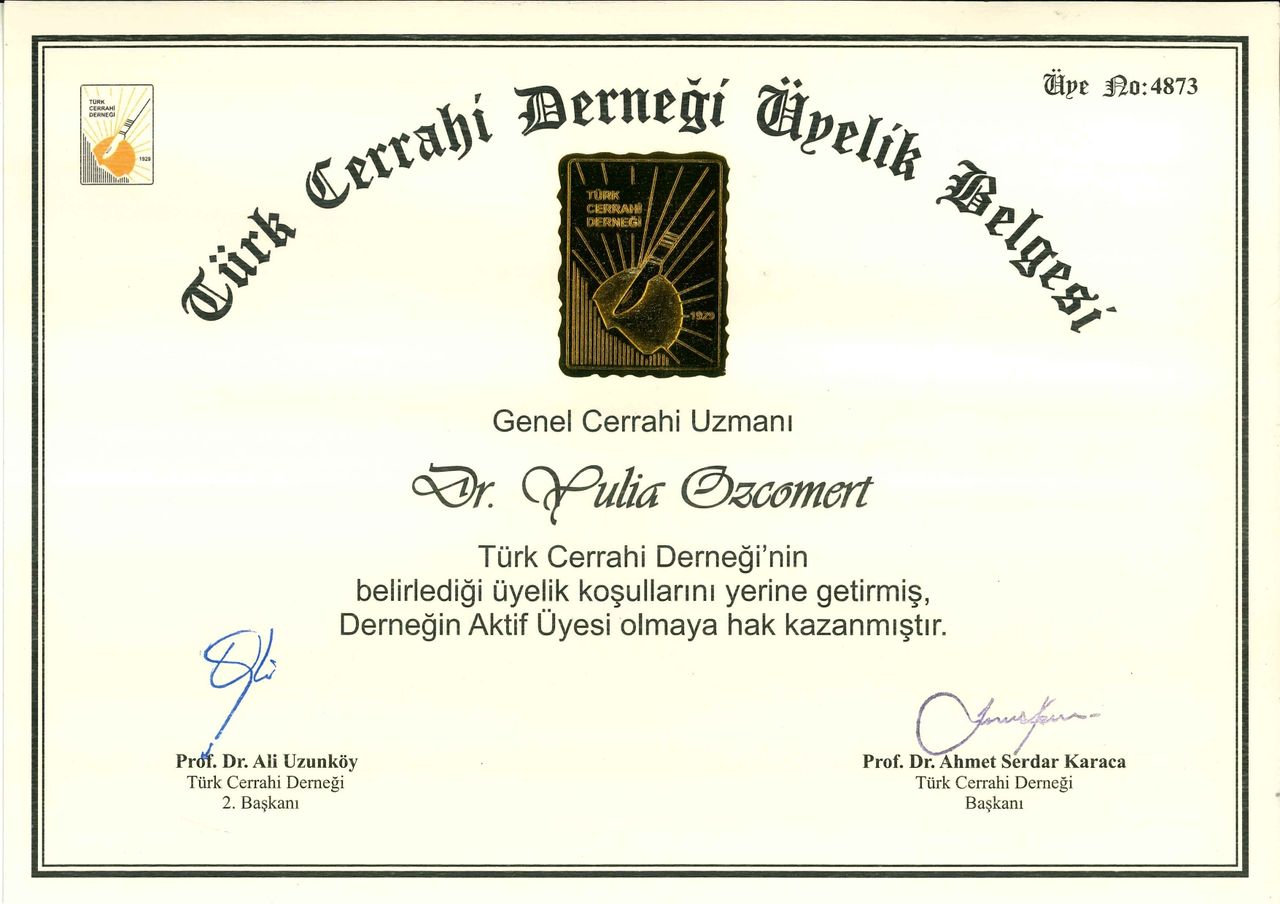 Üye No:4873
TÜRK
CERRAHİ
DERNEĞİ
1929
Türk Cerrahi Derneği Üyelik Belgesi
TÜRK
CERRAHİ
DERNEĞİ
1929
Genel Cerrahi Uzmanı
Dr. Yulia Ozcomert
Türk Cerrahi Derneği’nin
belirlediği üyelik koşullarını yerine getirmiş,
Derneğin Aktif Üyesi olmaya hak kazanmıştır.
Prof. Dr. Ali Uzunköy
Türk Cerrahi Derneği
2. Başkanı
Prof. Dr. Ahmet Serdar Karaca
Türk Cerrahi Derneği
Başkanı